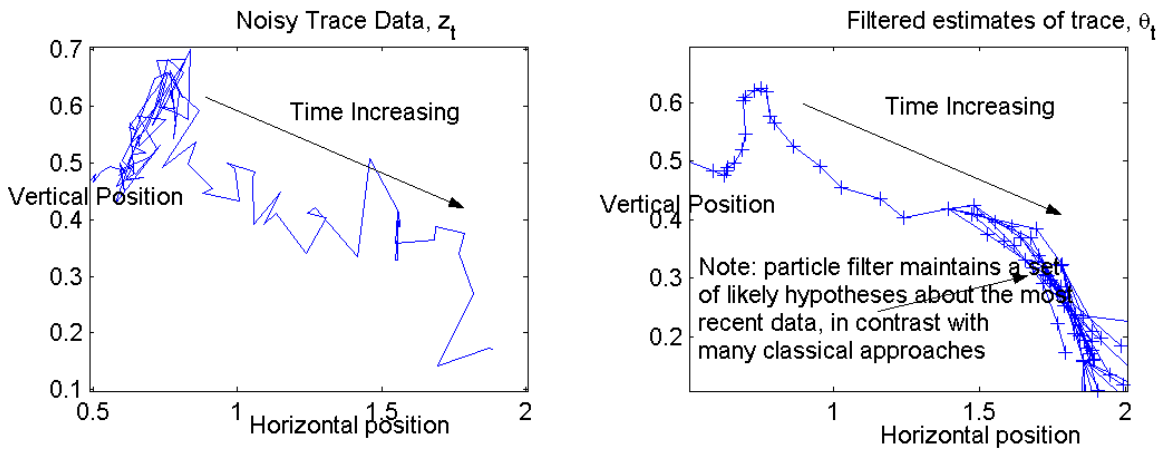 Noisy Trace Data, z_t
0.7
0.6
0.5
0.4
0.3
0.2
0.1
Vertical Position
Time Increasing
0.5 1 1.5 2
Horizontal position
Filtered estimates of trace, θ_t
0.6
0.5
0.4
0.3
0.2
Vertical Position
Time Increasing
Note: particle filter maintains a set
of likely hypotheses about the most
recent data, in contrast with
many classical approaches
1 1.5 2
Horizontal position